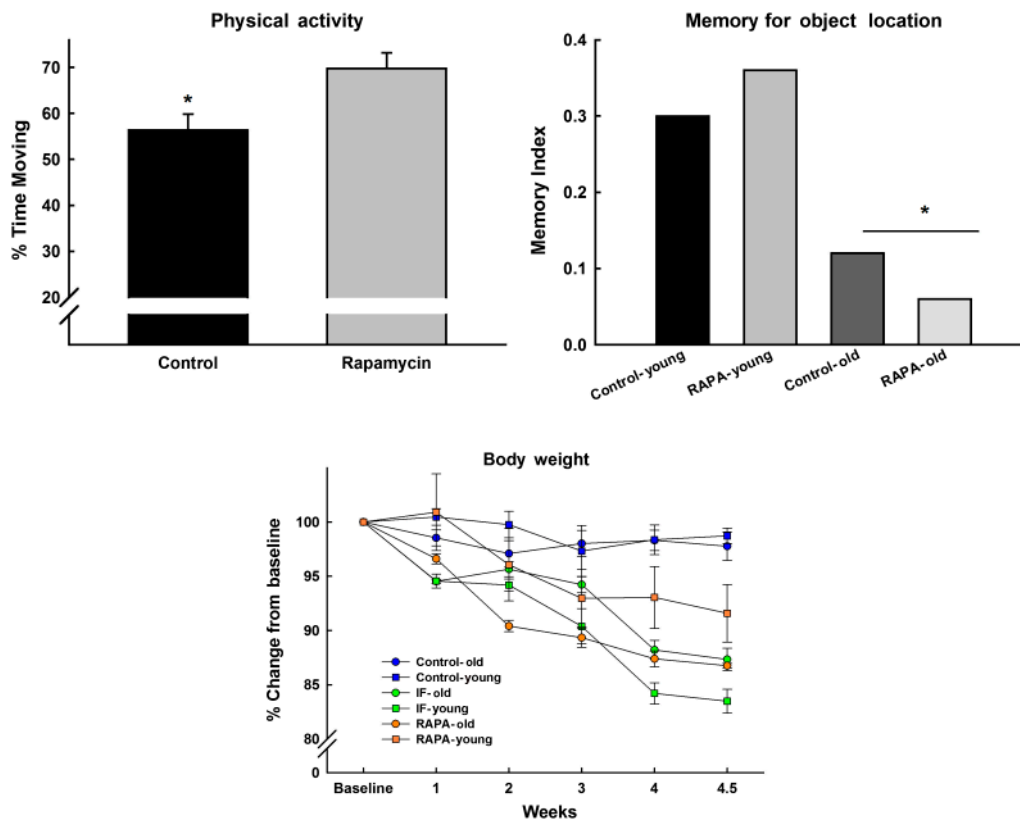 Physical activity
% Time Moving
70
60
50
40
30
20
*
Control
Rapamycin
Memory for object location
Memory Index
0.4
0.3
0.2
0.1
0.0
*
Control-young
RAPA-young
Control-old
RAPA-old
Body weight
% Change from baseline
100
95
90
85
80
0
Control-old
Control-young
IF-old
IF-young
RAPA-old
RAPA-young
Baseline 1 2 3 4 4.5
Weeks